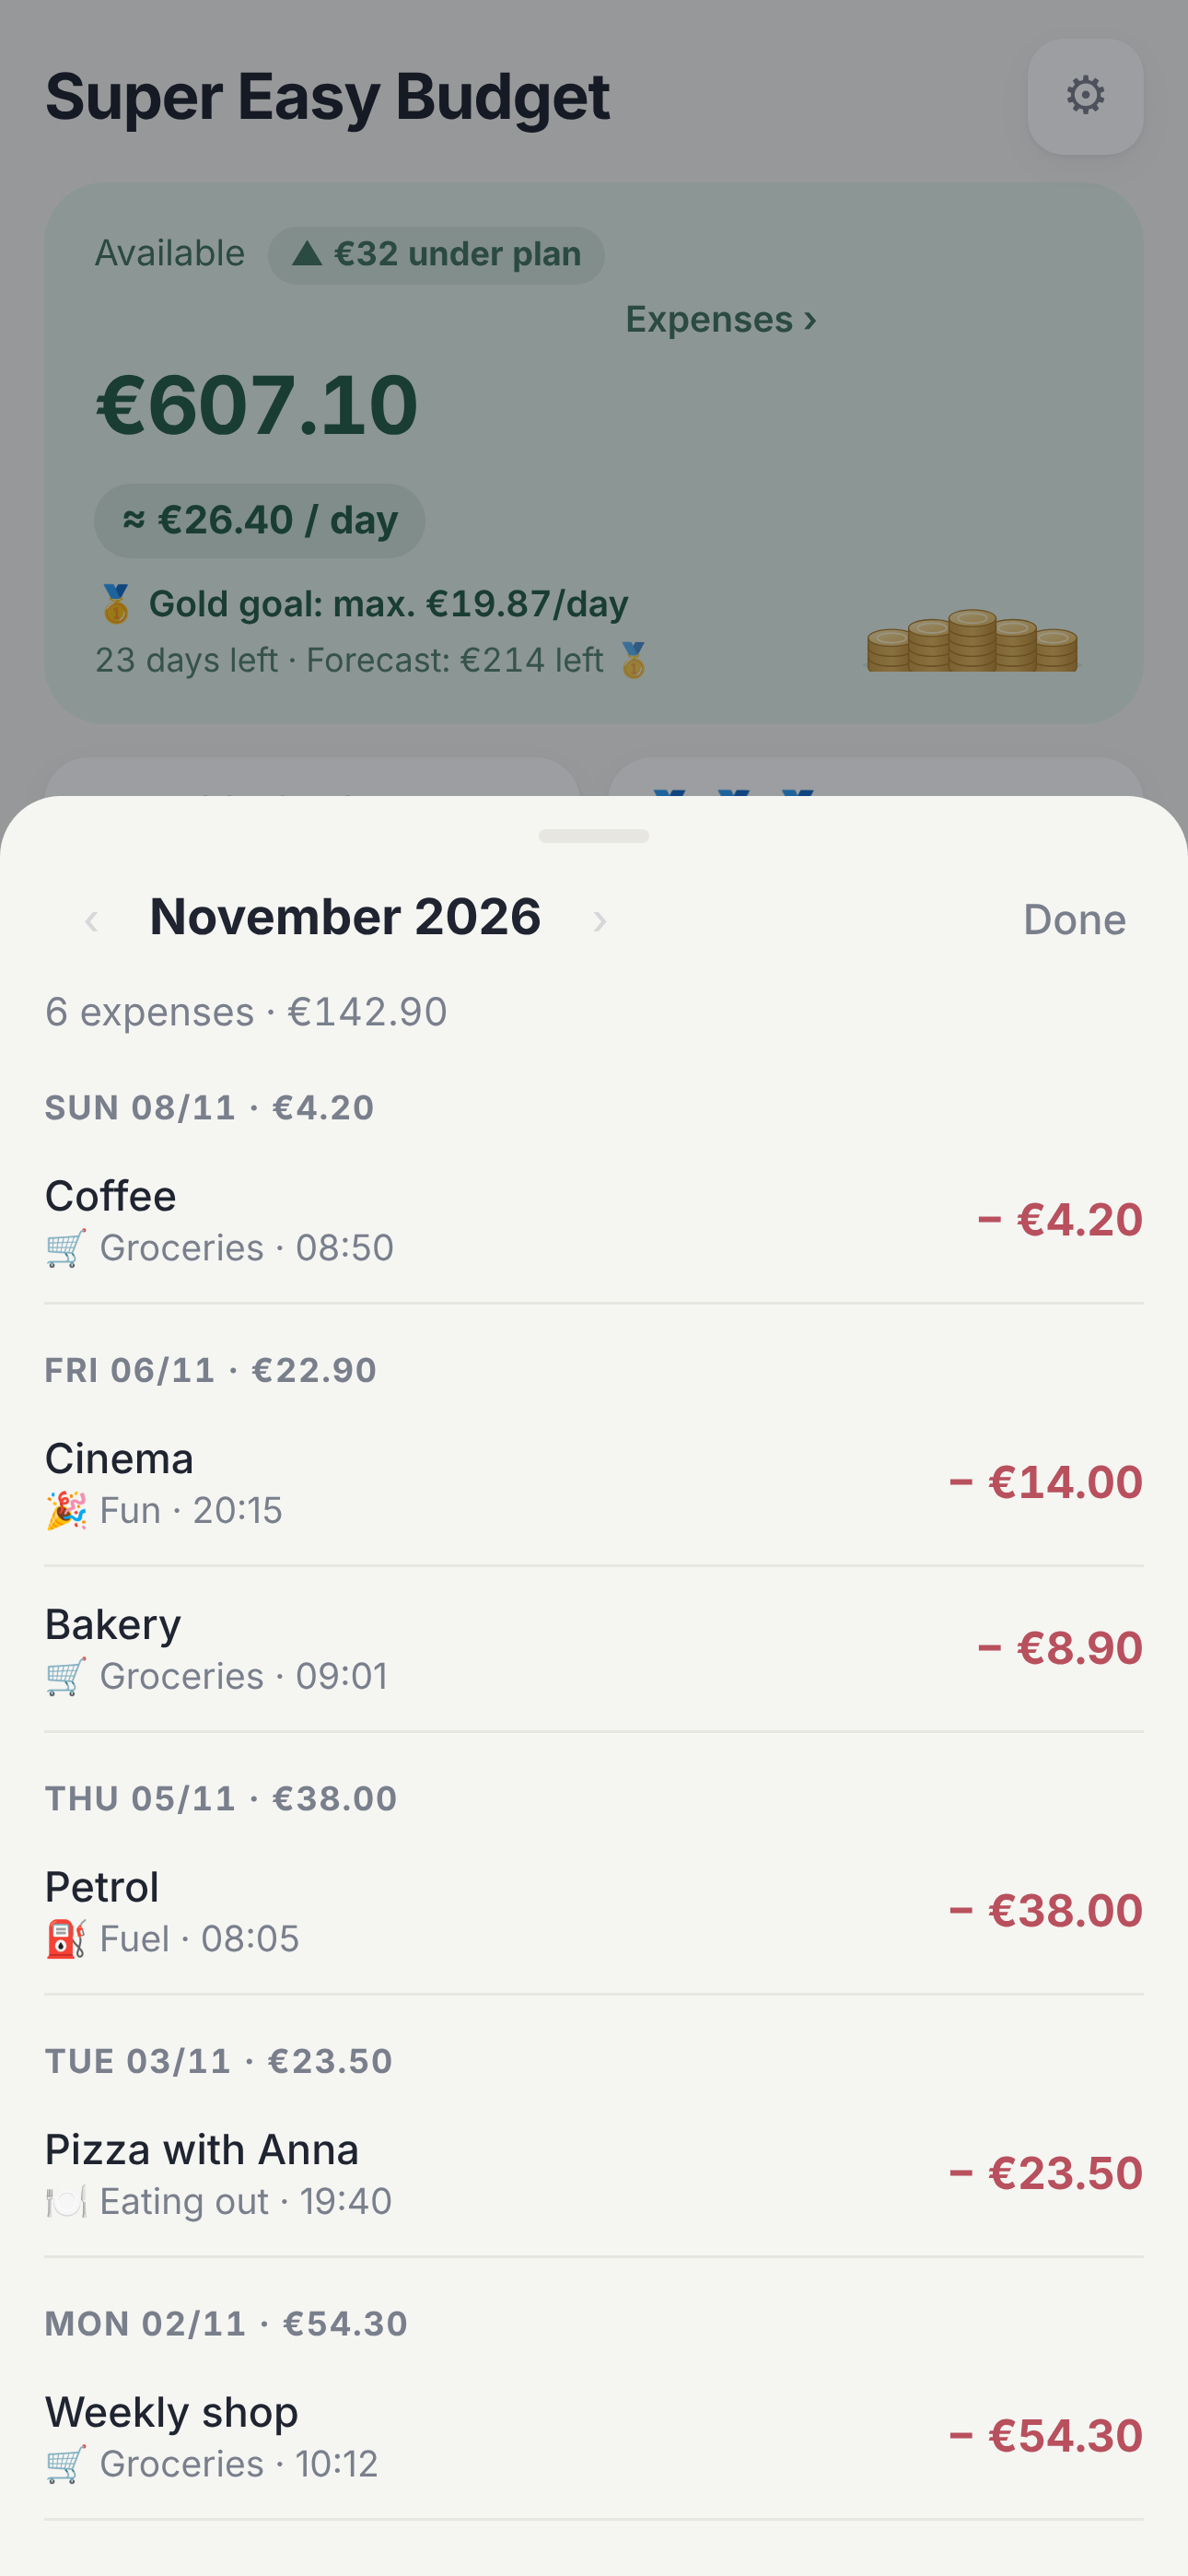 Super Easy Budget
Available ▲ €32 under plan
Expenses ›
€607.10
≈ €26.40 / day
🥇 Gold goal: max. €19.87/day
23 days left · Forecast: €214 left 🥇
‹ November 2026 › Done
6 expenses · €142.90
SUN 08/11 · €4.20
Coffee
− €4.20
🛒 Groceries · 08:50
FRI 06/11 · €22.90
Cinema
− €14.00
🎉 Fun · 20:15
Bakery
− €8.90
🛒 Groceries · 09:01
THU 05/11 · €38.00
Petrol
− €38.00
⛽ Fuel · 08:05
TUE 03/11 · €23.50
Pizza with Anna
− €23.50
🍽️ Eating out · 19:40
MON 02/11 · €54.30
Weekly shop
− €54.30
🛒 Groceries · 10:12